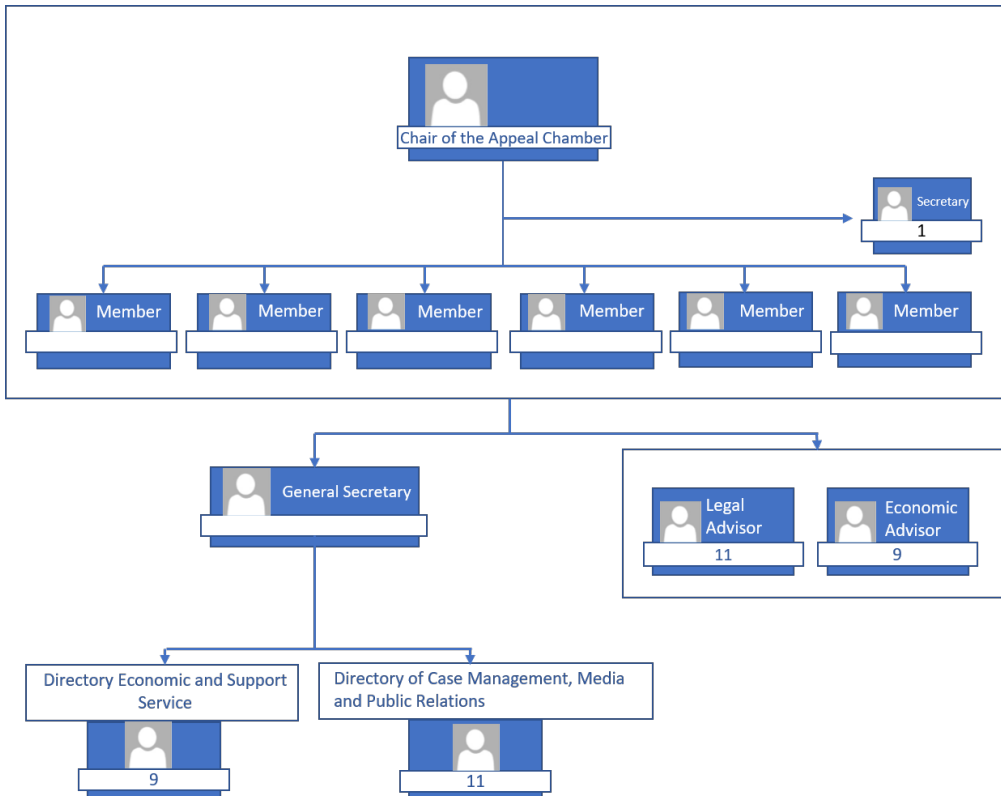 Chair of the Appeal Chamber
Secretary
1
Member
Member
Member
Member
Member
Member
General Secretary
Legal
Advisor
11
Economic
Advisor
9
Directory Economic and Support
Service
9
Directory of Case Management, Media
and Public Relations
11